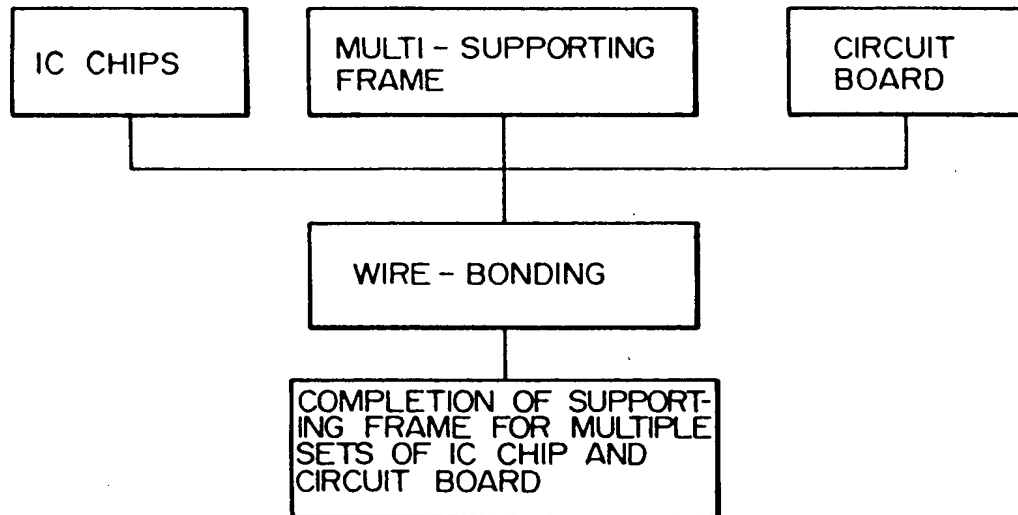 IC CHIPS
MULTI - SUPPORTING
FRAME
CIRCUIT
BOARD
WIRE - BONDING
COMPLETION OF SUPPORT-
ING FRAME FOR MULTIPLE
SETS OF IC CHIP AND
CIRCUIT BOARD